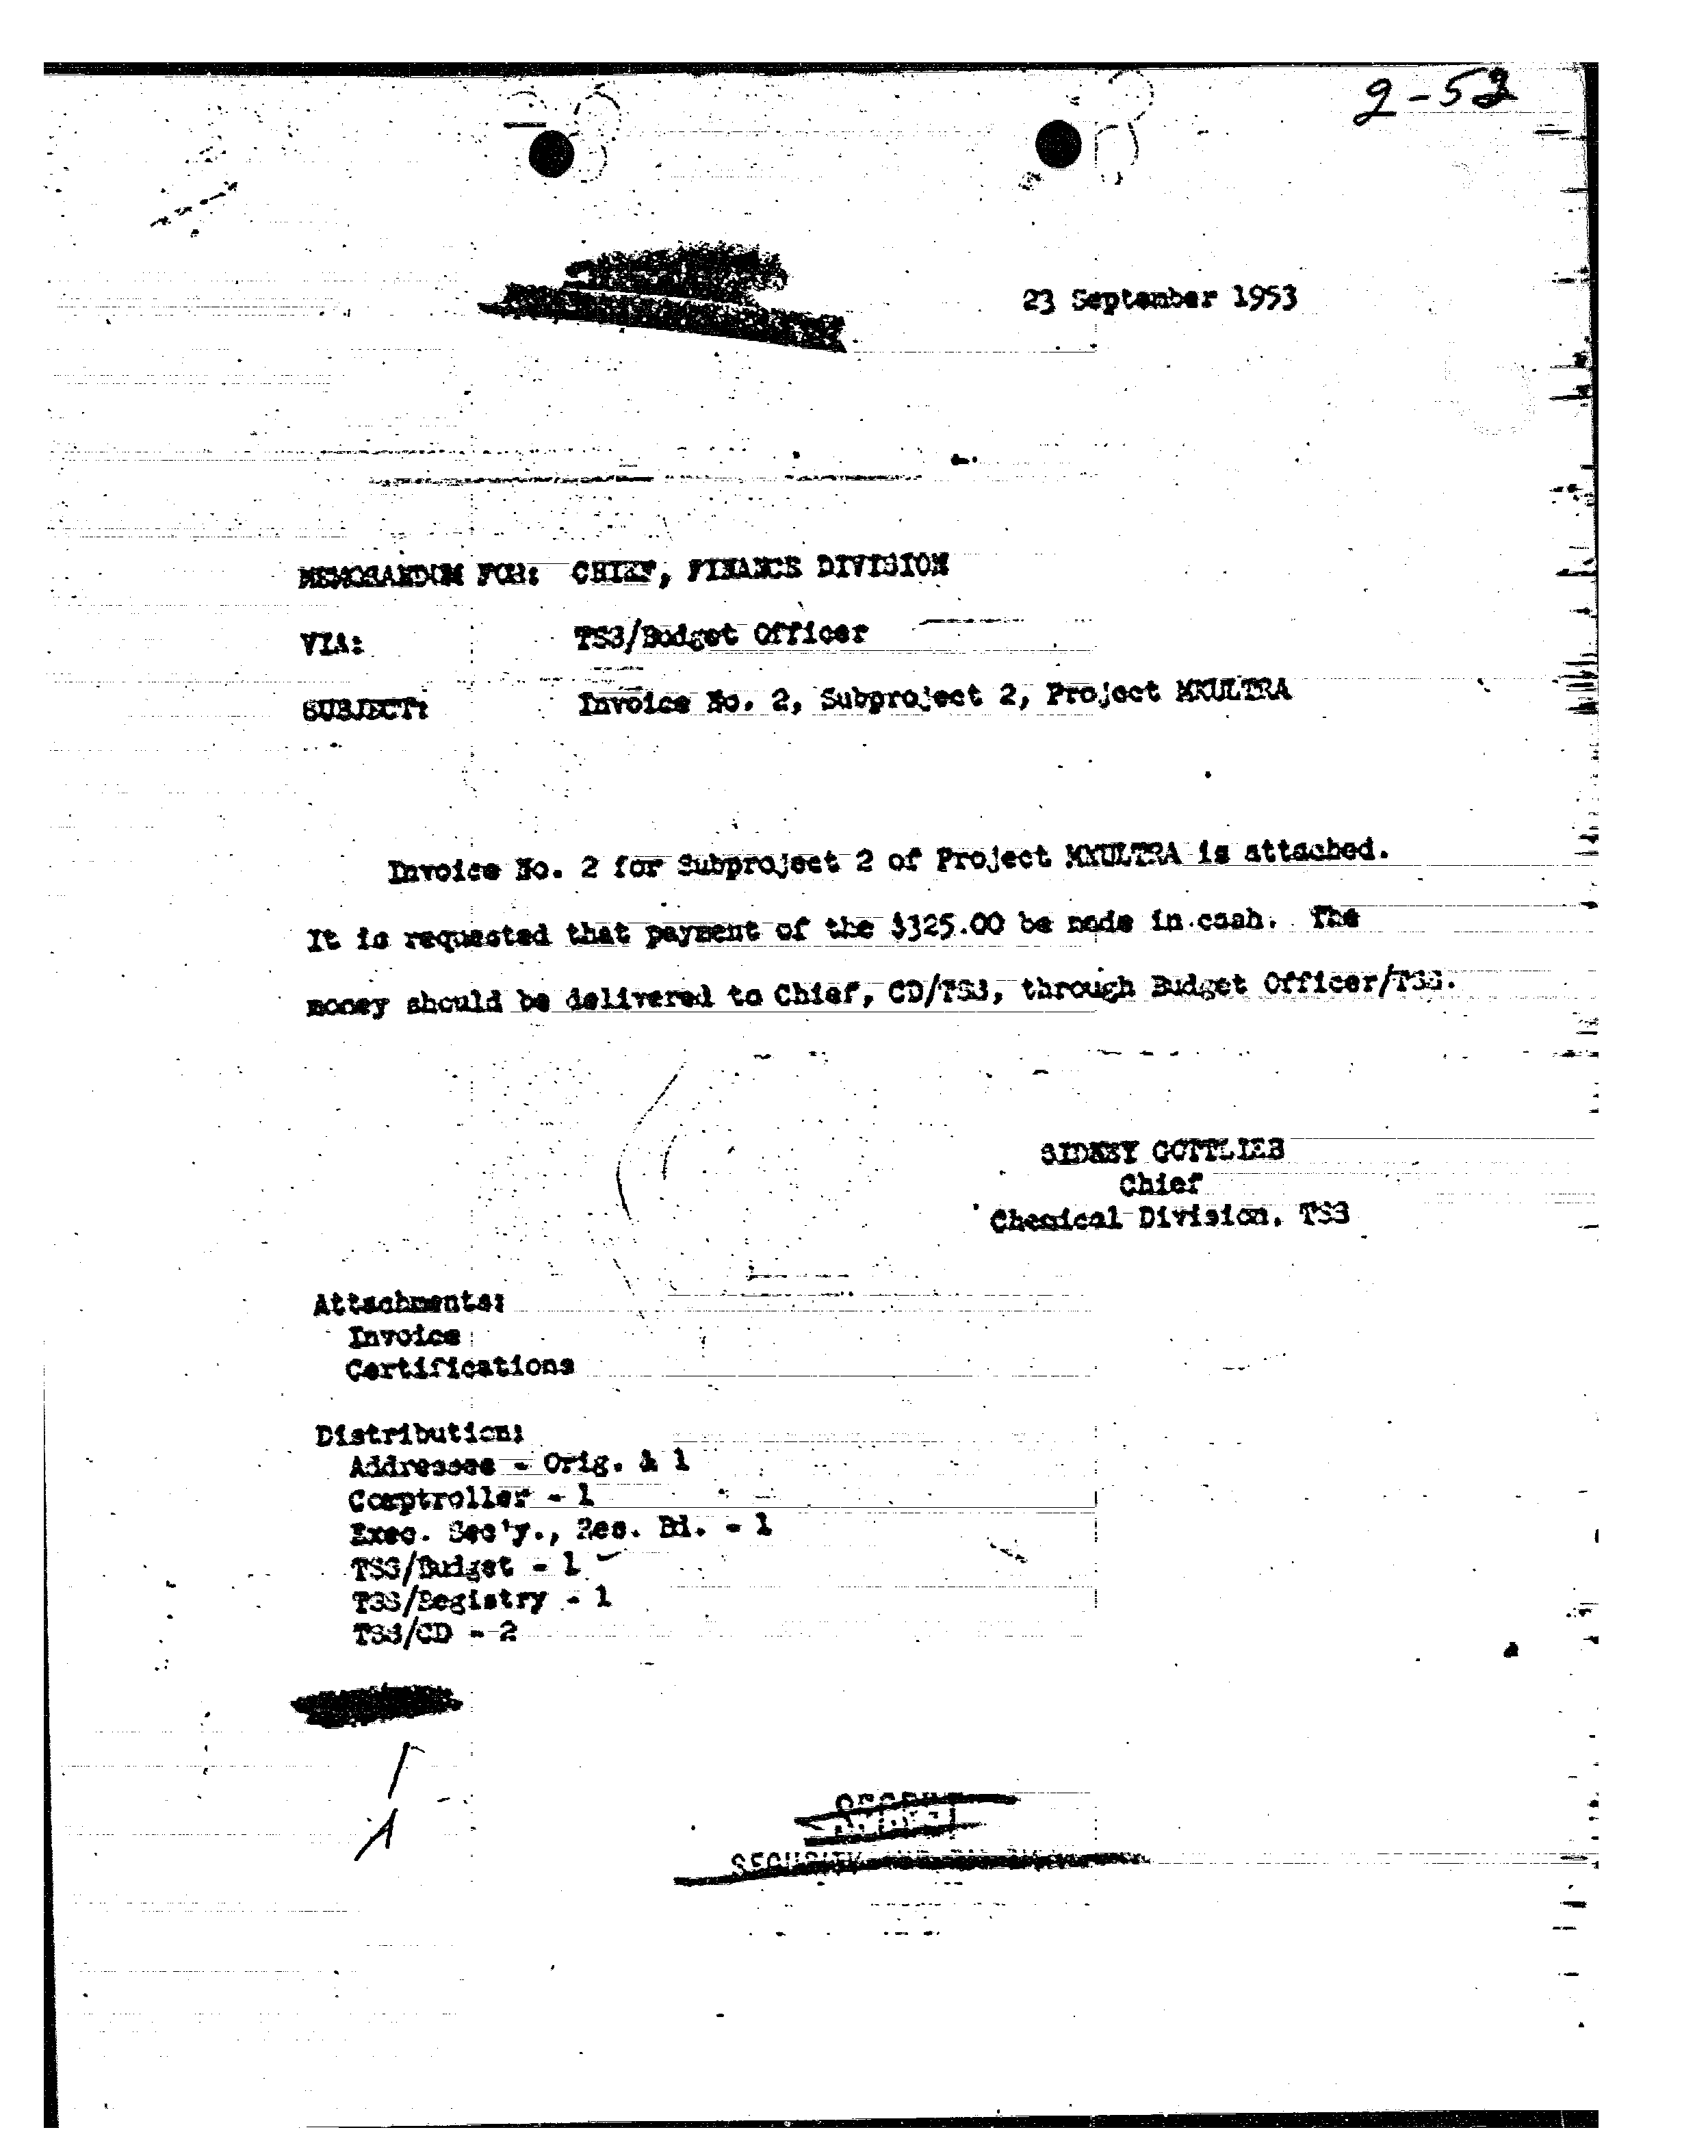 2-53
23 September 1953
MEMORANDUM FOR: CHIEF, FINANCE DIVISION
VIA: TSS/Budget Officer
SUBJECT: Invoice No. 2, Subproject 2, Project MKULTRA
Invoice No. 2 for Subproject 2 of Project MKULTRA is attached.
It is requested that payment of the $325.00 be made in cash. The
money should be delivered to Chief, CD/TSS, through Budget Officer/TSS.
SIDNEY GOTTLIEB
Chief
Chemical Division, TSS
Attachments:
Invoice
Certifications
Distribution:
Addressee - Orig. & 1
Comptroller - 1
Exec. Sec'y., Res. Bd. - 1
TSS/Budget - 1
TSS/Registry - 1
TSS/CD - 2
SECRET
SECURITY